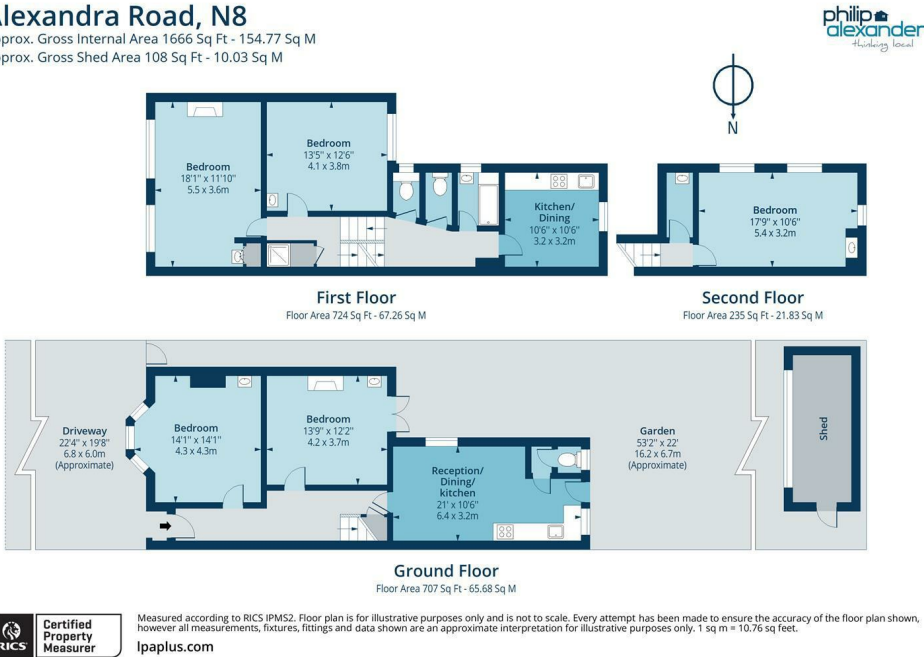 Alexandra Road, N8
Approx. Gross Internal Area 1666 Sq Ft - 154.77 Sq M
Approx. Gross Shed Area 108 Sq Ft - 10.03 Sq M
philip
alexander
thinking local
N
Bedroom
18'1" x 11'10"
5.5 x 3.6m
Bedroom
13'5" x 12'6"
4.1 x 3.8m
Kitchen/
Dining
10'6" x 10'6"
3.2 x 3.2m
Bedroom
17'9" x 10'6"
5.4 x 3.2m
First Floor
Floor Area 724 Sq Ft - 67.26 Sq M
Second Floor
Floor Area 235 Sq Ft - 21.83 Sq M
Driveway
22'4" x 19'8"
6.8 x 6.0m
(Approximate)
Bedroom
14'1" x 14'1"
4.3 x 4.3m
Bedroom
13'9" x 12'2"
4.2 x 3.7m
Reception/
Dining/
kitchen
21' x 10'6"
6.4 x 3.2m
Garden
53'2" x 22'
16.2 x 6.7m
(Approximate)
Shed
Ground Floor
Floor Area 707 Sq Ft - 65.68 Sq M
RICS
Certified
Property
Measurer
Measured according to RICS IPMS2. Floor plan is for illustrative purposes only and is not to scale. Every attempt has been made to ensure the accuracy of the floor plan shown,
however all measurements, fixtures, fittings and data shown are an approximate interpretation for illustrative purposes only. 1 sq m = 10.76 sq feet.
lpaplus.com